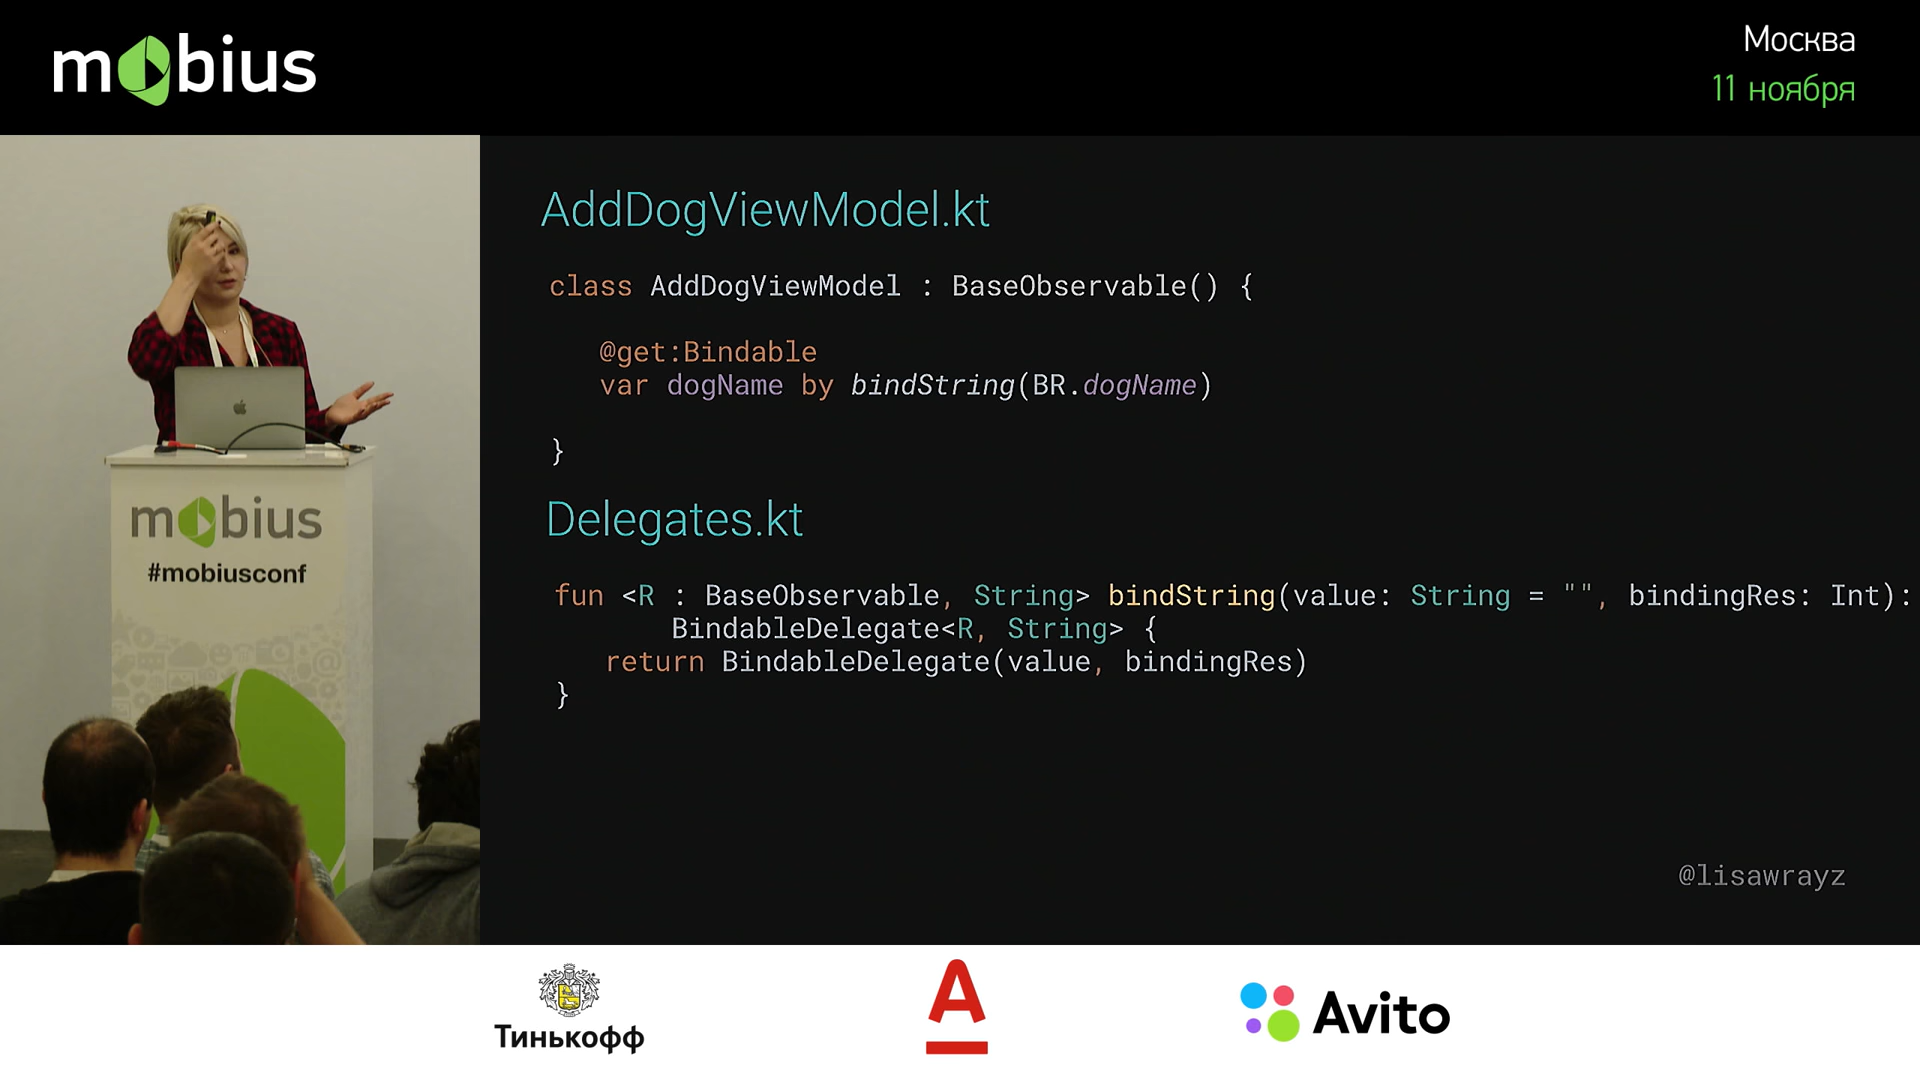 mobius
Москва
11 ноября
AddDogViewModel.kt
class AddDogViewModel : BaseObservable() {
@get:Bindable
var dogName by bindString(BR.dogName)
}
Delegates.kt
fun <R : BaseObservable, String> bindString(value: String = "", bindingRes: Int):
BindableDelegate<R, String> {
return BindableDelegate(value, bindingRes)
}
@lisawrayz
mobius
#mobiusconf
Тинькофф
А
Avito